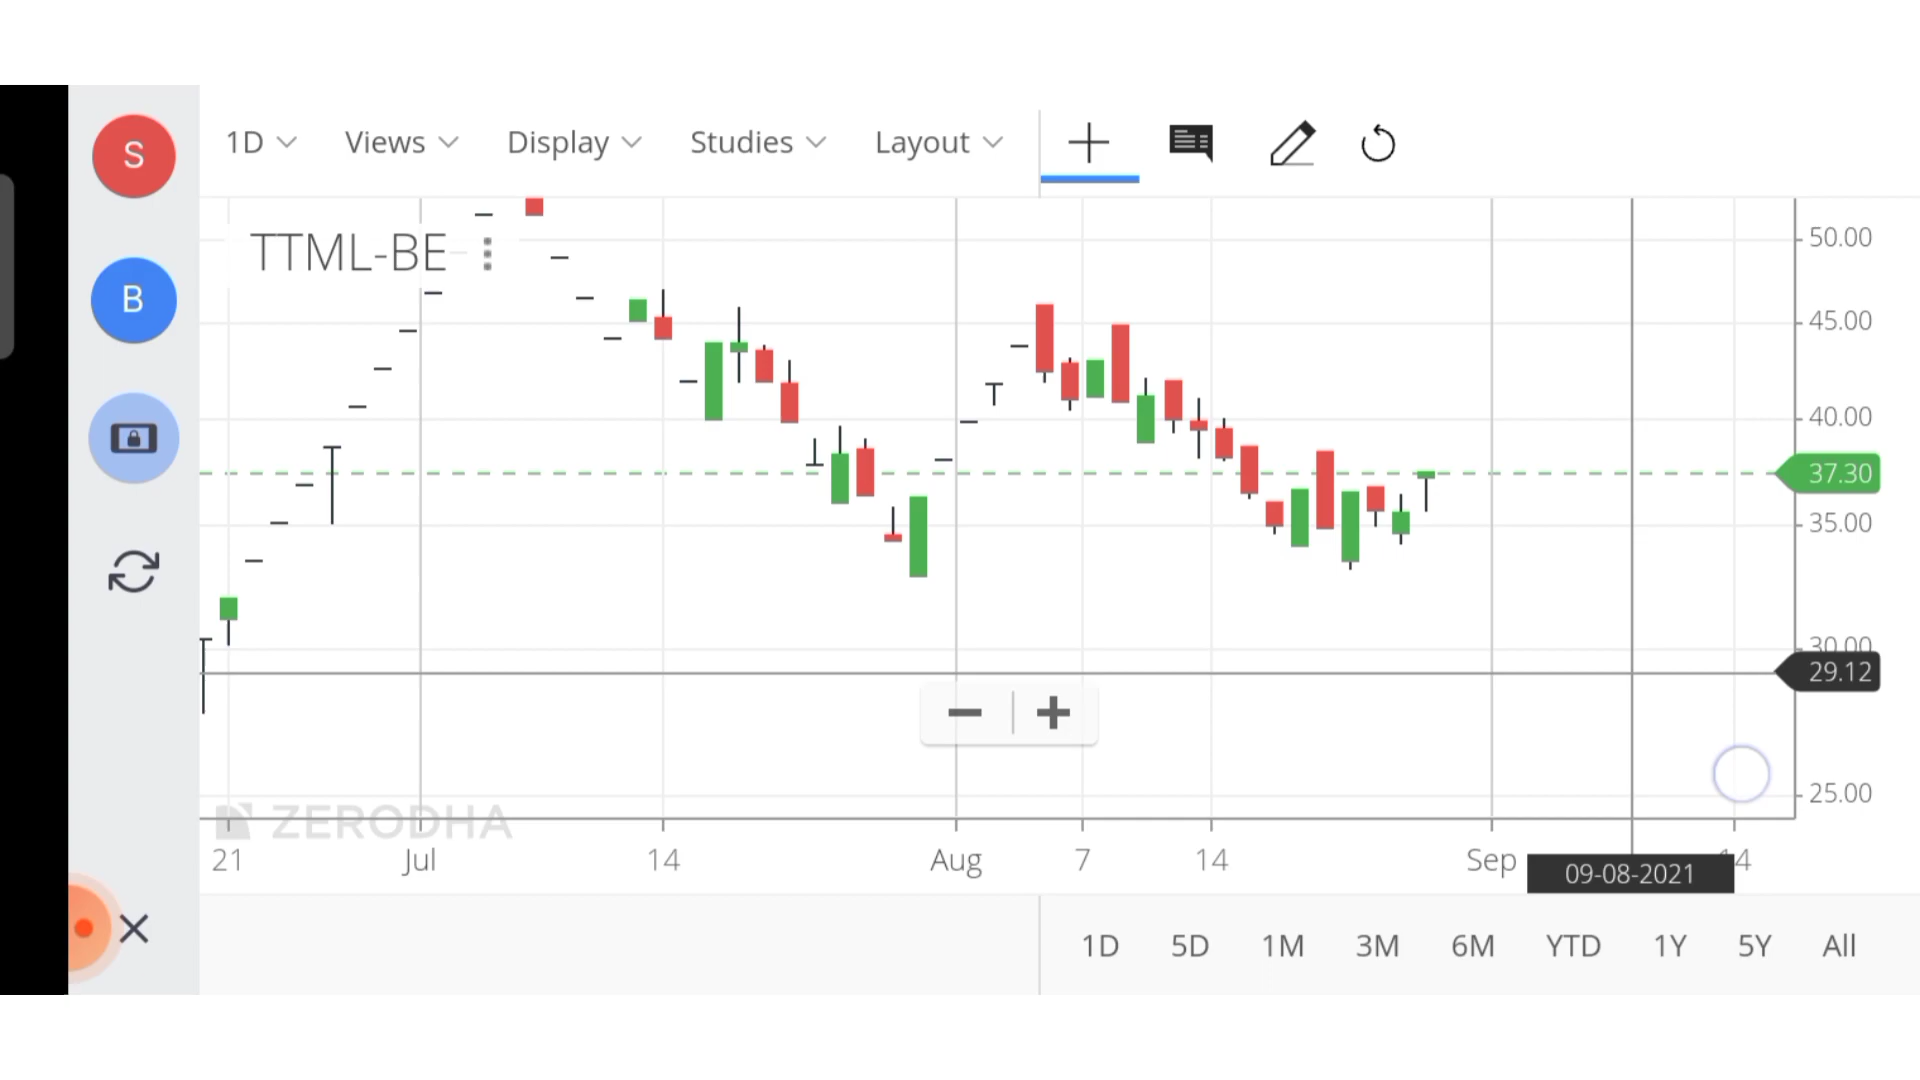 S
1D Views Display Studies Layout
TTML-BE
B
50.00
45.00
40.00
37.30
35.00
30.00
29.12
25.00
ZERODHA
21 Jul 14 Aug 7 14 Sep 14
09-08-2021
1D 5D 1M 3M 6M YTD 1Y 5Y All